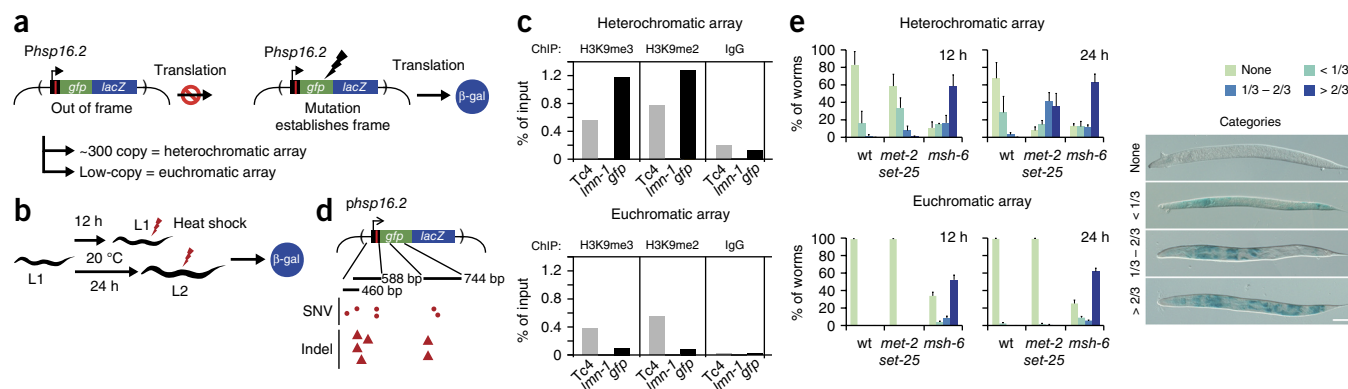 a
Phsp16.2
gfp lacZ
Out of frame
Translation
Phsp16.2
gfp lacZ
Mutation
establishes frame
Translation
β-gal
~300 copy = heterochromatic array
Low-copy = euchromatic array
b
12 h
L1
Heat shock
20 °C
L1
24 h
L2
β-gal
c
Heterochromatic array
ChIP: H3K9me3 H3K9me2 IgG
% of input
1.2
0.8
0.4
0
Tc4 lmn-1 gfp Tc4 lmn-1 gfp Tc4 lmn-1 gfp
Euchromatic array
ChIP: H3K9me3 H3K9me2 IgG
% of input
1.2
0.8
0.4
0
Tc4 lmn-1 gfp Tc4 lmn-1 gfp Tc4 lmn-1 gfp
d
phsp16.2
gfp lacZ
588 bp
744 bp
460 bp
SNV
Indel
e
Heterochromatic array
% of worms
100
80
60
40
20
0
12 h
24 h
wt met-2 set-25 msh-6
wt met-2 set-25 msh-6
Euchromatic array
% of worms
100
80
60
40
20
0
12 h
24 h
wt met-2 set-25 msh-6
wt met-2 set-25 msh-6
None < 1/3
1/3 – 2/3 > 2/3
Categories
None
< 1/3
1/3 – 2/3
> 2/3